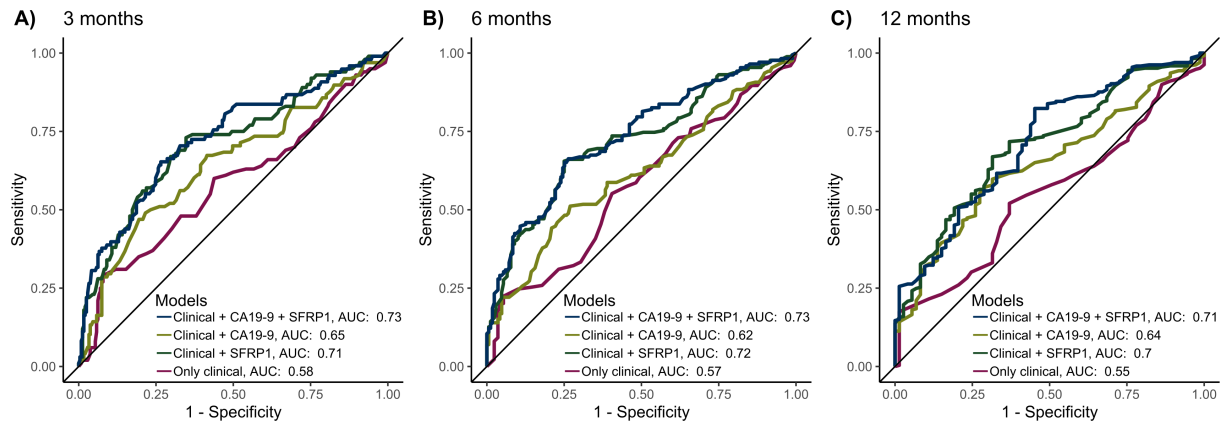 A) 3 months
1.00
0.75
0.50
0.25
0.00
Sensitivity
Models
Clinical + CA19-9 + SFRP1, AUC: 0.73
Clinical + CA19-9, AUC: 0.65
Clinical + SFRP1, AUC: 0.71
Only clinical, AUC: 0.58
0.00 0.25 0.50 0.75 1.00
1 - Specificity
B) 6 months
1.00
0.75
0.50
0.25
0.00
Sensitivity
Models
Clinical + CA19-9 + SFRP1, AUC: 0.73
Clinical + CA19-9, AUC: 0.62
Clinical + SFRP1, AUC: 0.72
Only clinical, AUC: 0.57
0.00 0.25 0.50 0.75 1.00
1 - Specificity
C) 12 months
1.00
0.75
0.50
0.25
0.00
Sensitivity
Models
Clinical + CA19-9 + SFRP1, AUC: 0.71
Clinical + CA19-9, AUC: 0.64
Clinical + SFRP1, AUC: 0.7
Only clinical, AUC: 0.55
0.00 0.25 0.50 0.75 1.00
1 - Specificity